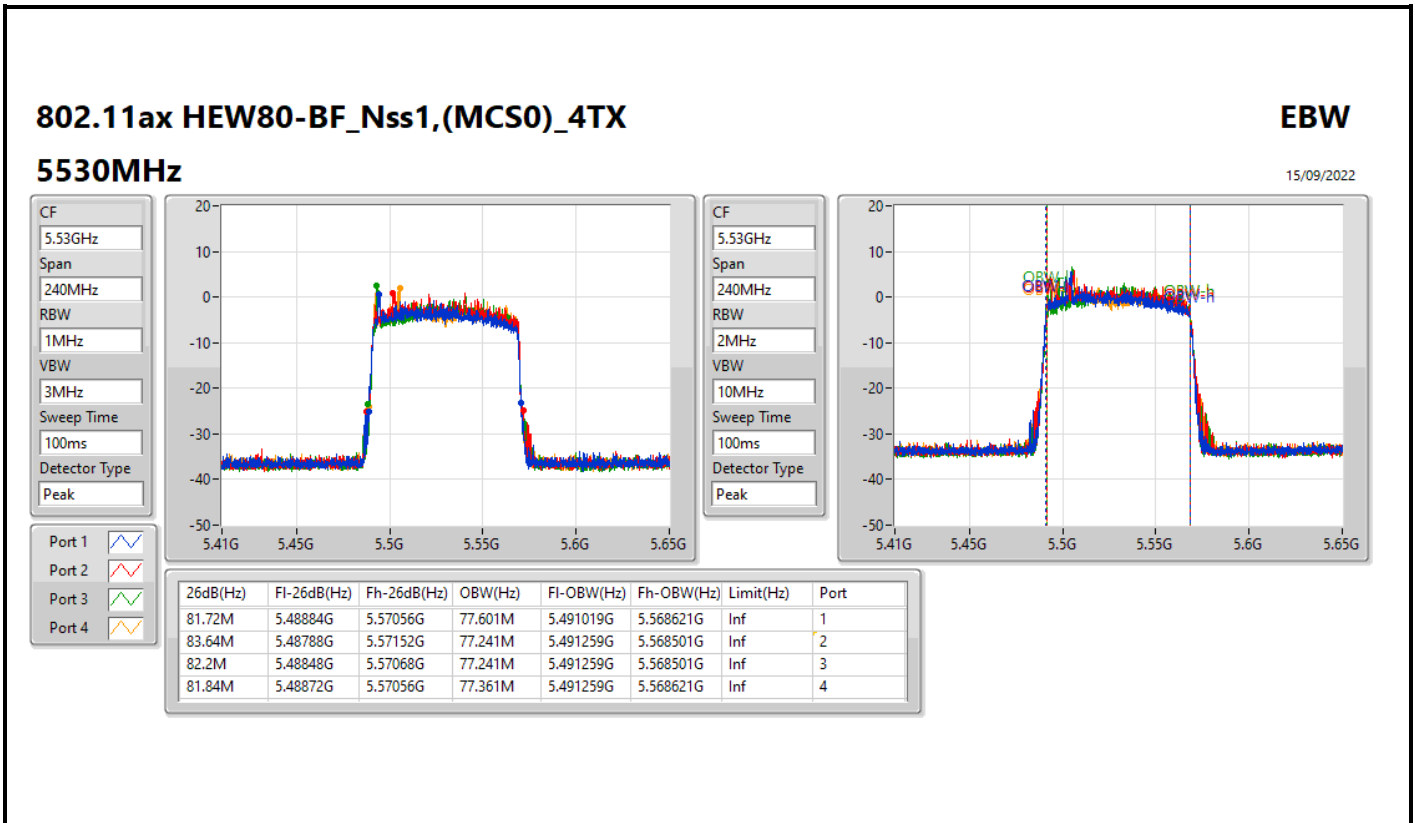 802.11ax HEW80-BF_Nss1,(MCS0)_4TX
EBW
5530MHz
15/09/2022
CF
5.53GHz
Span
240MHz
RBW
1MHz
VBW
3MHz
Sweep Time
100ms
Detector Type
Peak
20
10
0
-10
-20
-30
-40
-50
5.41G 5.45G 5.5G 5.55G 5.6G 5.65G
CF
5.53GHz
Span
240MHz
RBW
2MHz
VBW
10MHz
Sweep Time
100ms
Detector Type
Peak
20
10
0
-10
-20
-30
-40
-50
OBW-h
5.41G 5.45G 5.5G 5.55G 5.6G 5.65G
Port 1
Port 2
Port 3
Port 4
26dB(Hz) Fl-26dB(Hz) Fh-26dB(Hz) OBW(Hz) Fl-OBW(Hz) Fh-OBW(Hz) Limit(Hz) Port
81.72M 5.48884G 5.57056G 77.601M 5.491019G 5.568621G Inf 1
83.64M 5.48788G 5.57152G 77.241M 5.491259G 5.568501G Inf 2
82.2M 5.48848G 5.57068G 77.241M 5.491259G 5.568501G Inf 3
81.84M 5.48872G 5.57056G 77.361M 5.491259G 5.568621G Inf 4